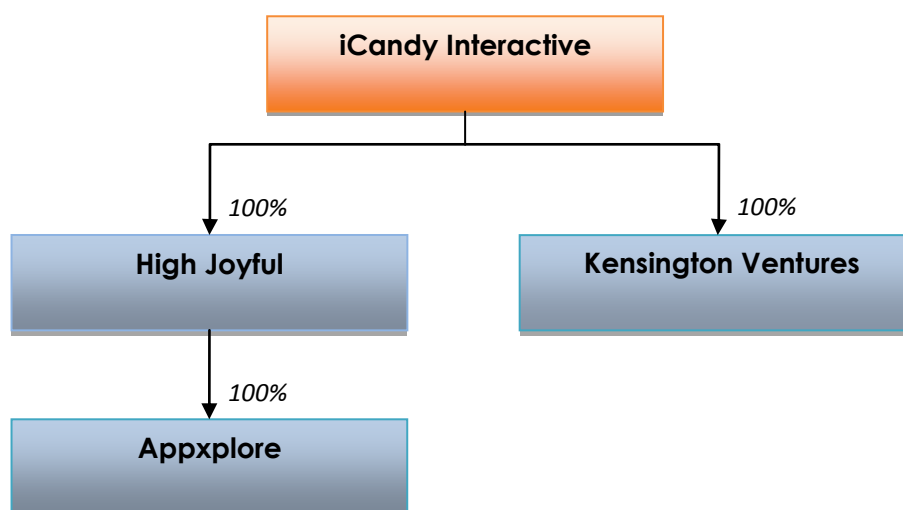 iCandy Interactive
100%
100%
High Joyful
Kensington Ventures
100%
Appxplore